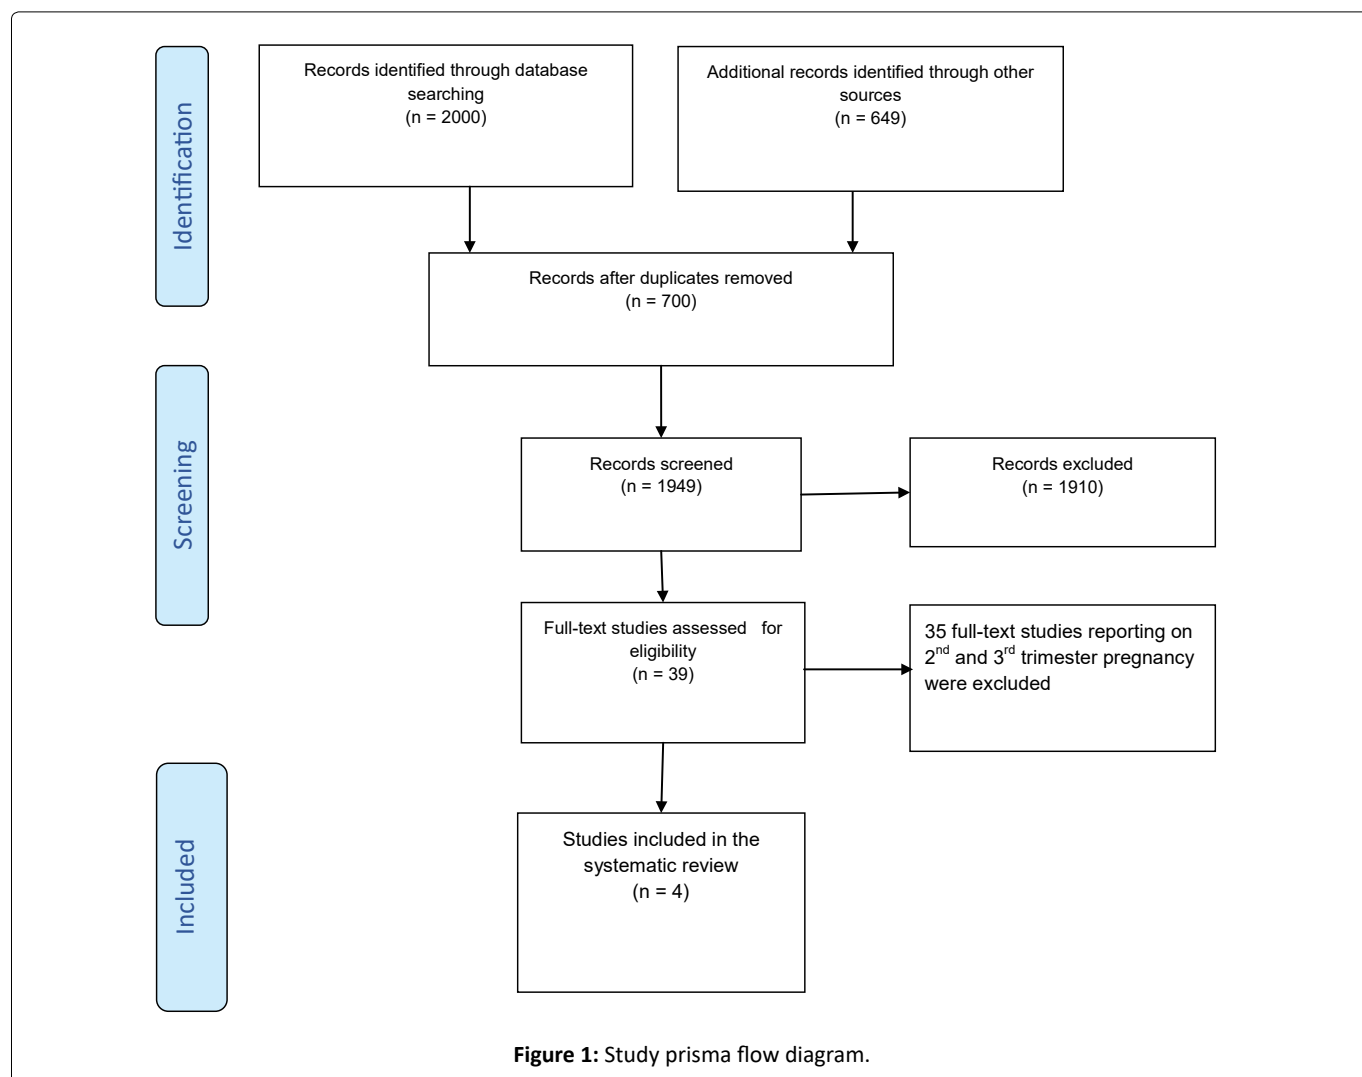 Identification
Records identified through database
searching
(n = 2000)
Additional records identified through other
sources
(n = 649)
Records after duplicates removed
(n = 700)
Screening
Records screened
(n = 1949)
Records excluded
(n = 1910)
Full-text studies assessed for
eligibility
(n = 39)
35 full-text studies reporting on
2nd and 3rd trimester pregnancy
were excluded
Included
Studies included in the
systematic review
(n = 4)
Figure 1: Study prisma flow diagram.